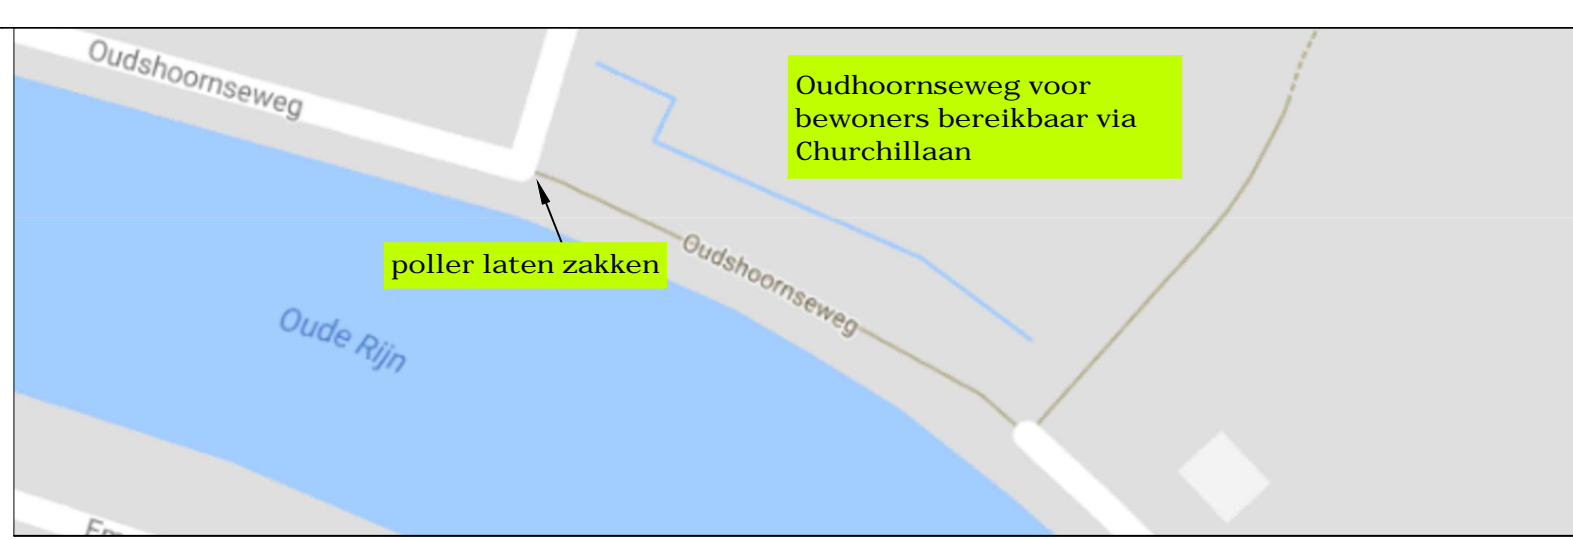 Oudshoornseweg
Oudhoornseweg voor
bewoners bereikbaar via
Churchillaan
poller laten zakken
Oudshoornseweg
Oude Rijn